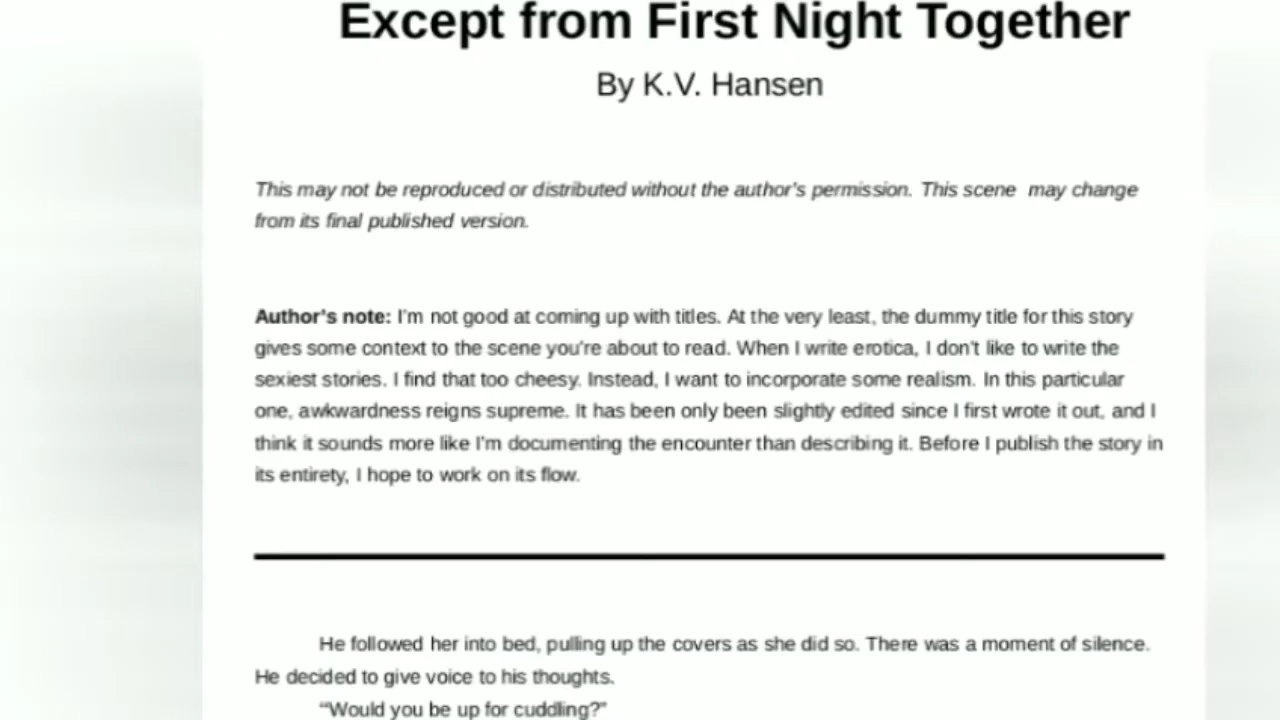 Except from First Night Together
By K.V. Hansen
This may not be reproduced or distributed without the author's permission. This scene may change
from its final published version.
Author's note: I'm not good at coming up with titles. At the very least, the dummy title for this story
gives some context to the scene you're about to read. When I write erotica, I don't like to write the
sexiest stories. I find that too cheesy. Instead, I want to incorporate some realism. In this particular
one, awkwardness reigns supreme. It has been only been slightly edited since I first wrote it out, and I
think it sounds more like I'm documenting the encounter than describing it. Before I publish the story in
its entirety, I hope to work on its flow.
He followed her into bed, pulling up the covers as she did so. There was a moment of silence.
He decided to give voice to his thoughts.
“Would you be up for cuddling?”